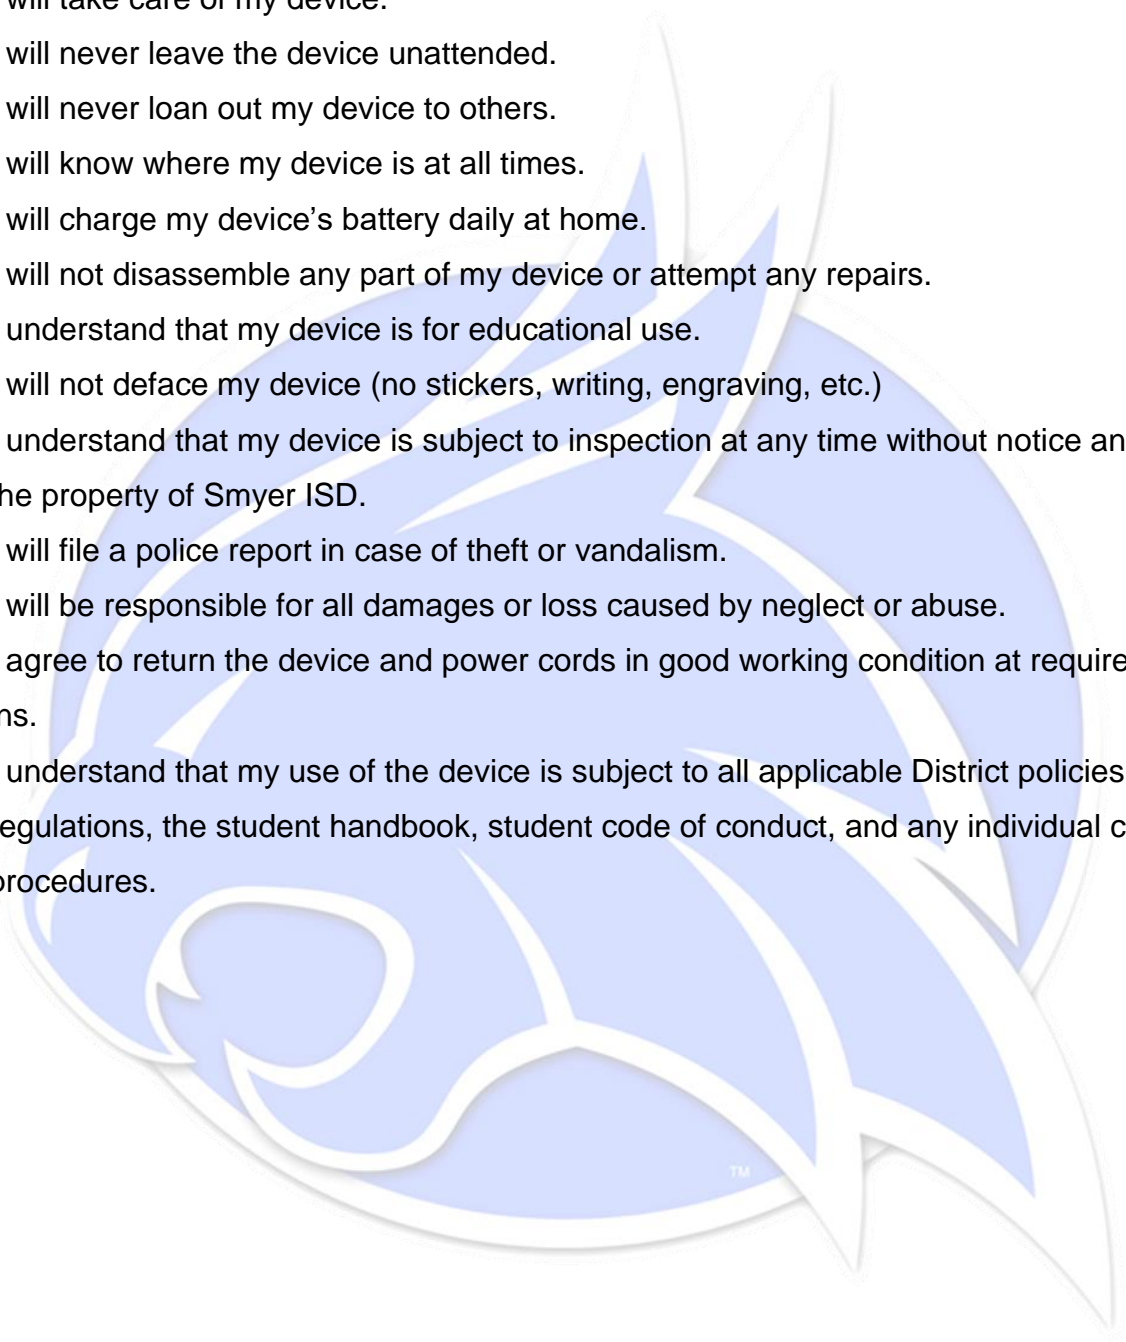 will take care of my device.
will never leave the device unattended.
will never loan out my device to others.
will know where my device is at all times.
will charge my device’s battery daily at home.
will not disassemble any part of my device or attempt any repairs.
understand that my device is for educational use.
will not deface my device (no stickers, writing, engraving, etc.)
understand that my device is subject to inspection at any time without notice an
he property of Smyer ISD.
will file a police report in case of theft or vandalism.
will be responsible for all damages or loss caused by neglect or abuse.
agree to return the device and power cords in good working condition at require
ns.
understand that my use of the device is subject to all applicable District policies
egulations, the student handbook, student code of conduct, and any individual c
procedures.
TM